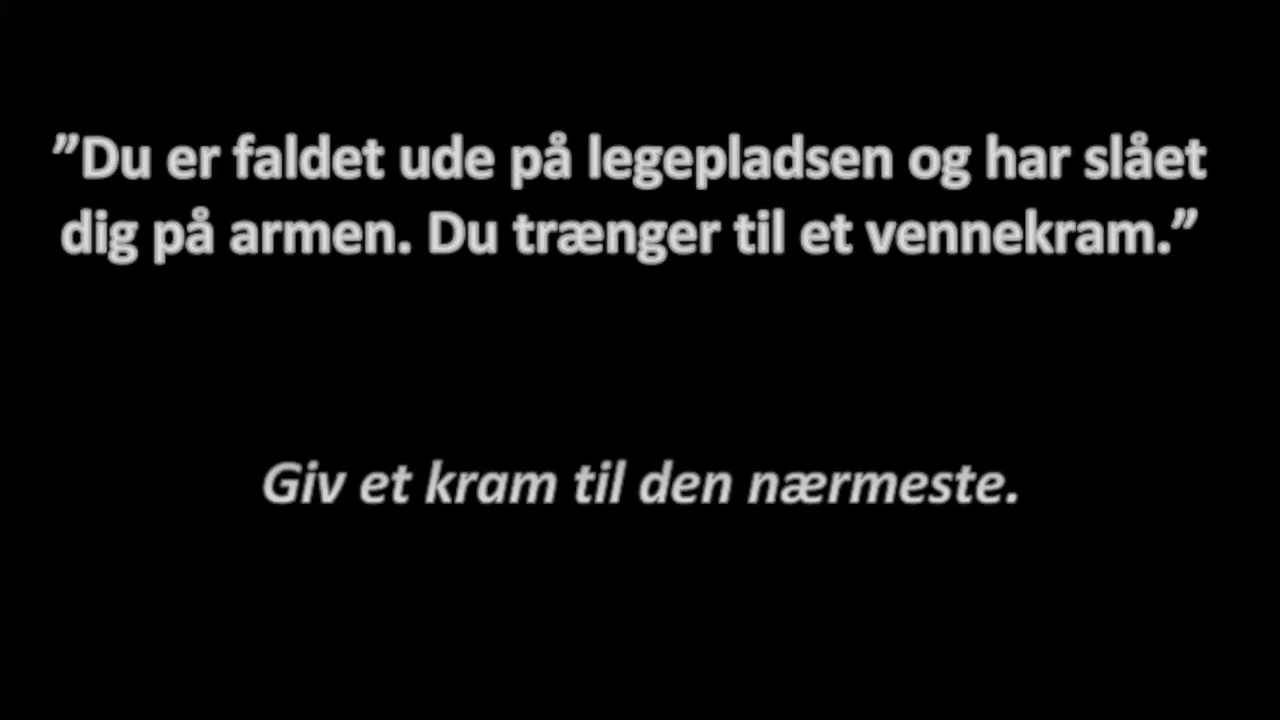 ”Du er faldet ude på legepladsen og har slået
dig på armen. Du trænger til et vennekram.”
Giv et kram til den nærmeste.